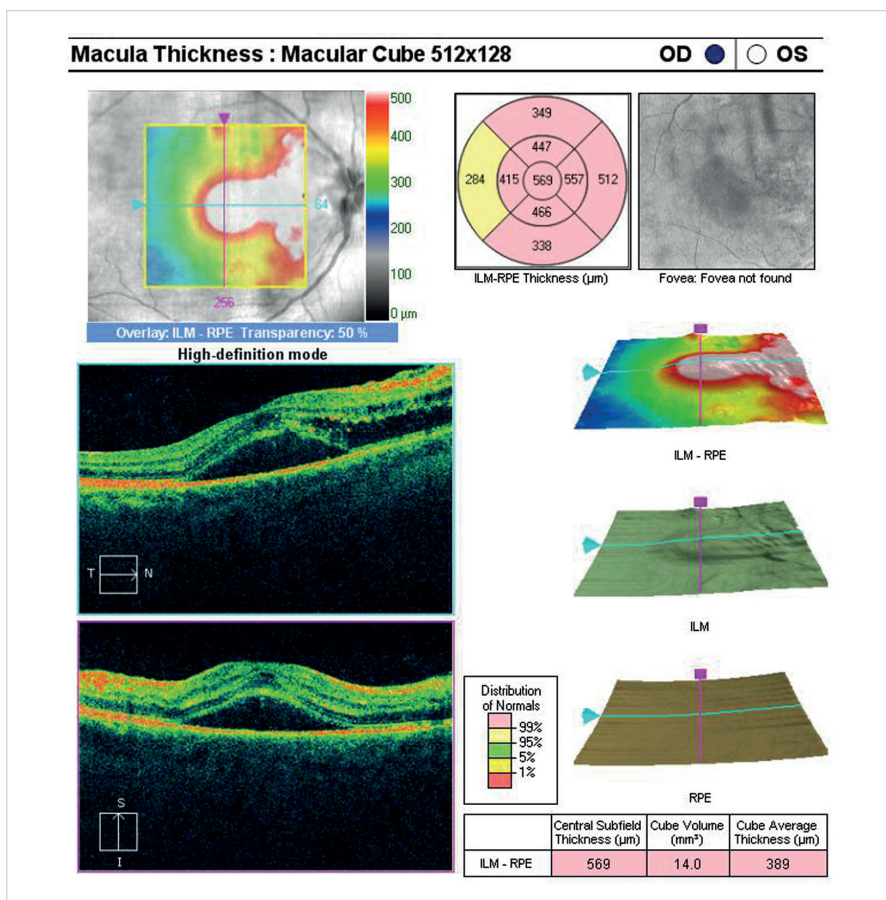 Macula Thickness : Macular Cube 512x128 OD OS
500
400
300
200
100
0 µm
64
256
Overlay: ILM - RPE Transparency: 50 %
349
447
284 415 569 557 512
466
338
ILM-RPE Thickness (µm)
Fovea: Fovea not found
High-definition mode
T N
S
I
ILM - RPE
ILM
RPE
Distribution
of Normals
99%
95%
5%
1%
Central Subfield Thickness (µm) Cube Volume (mm³) Cube Average Thickness (µm)
ILM - RPE 569 14.0 389